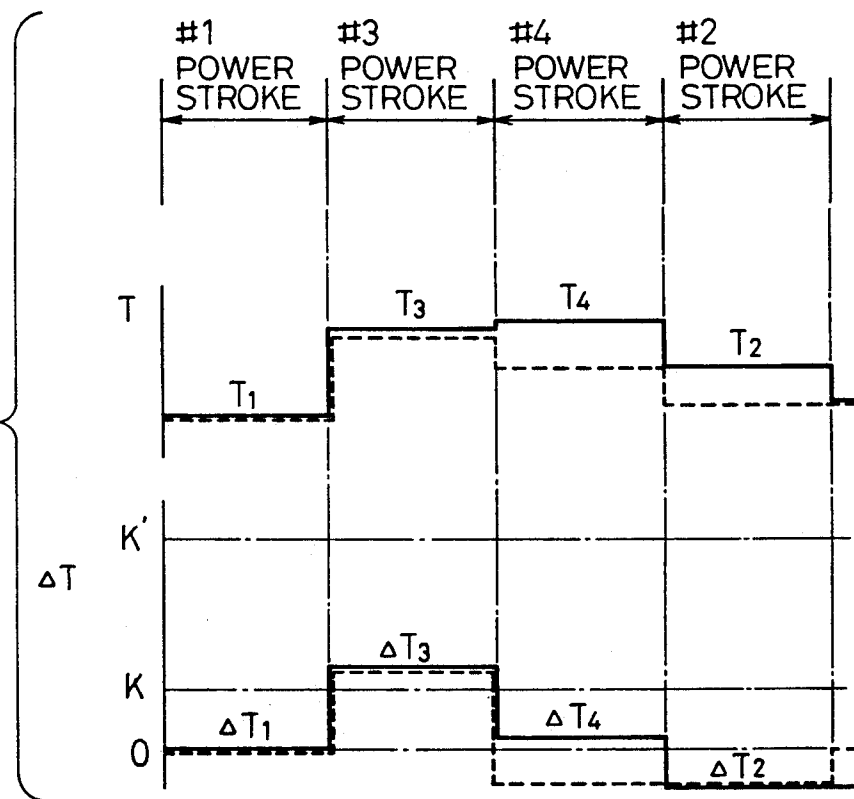 #1 #3 #4 #2
POWER POWER POWER POWER
STROKE STROKE STROKE STROKE
T
T1
T3
T4
T2
K'
ΔT
K
0
ΔT1
ΔT3
ΔT4
ΔT2